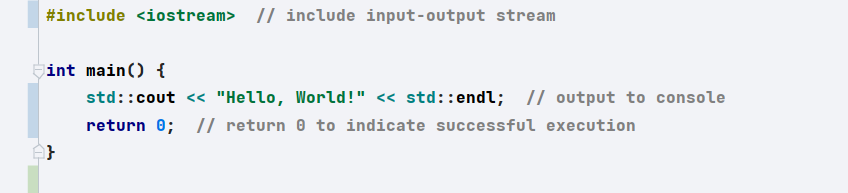 #include <iostream>  // include input-output stream
int main() {
    std::cout << "Hello, World!" << std::endl;  // output to console
    return 0;  // return 0 to indicate successful execution
}